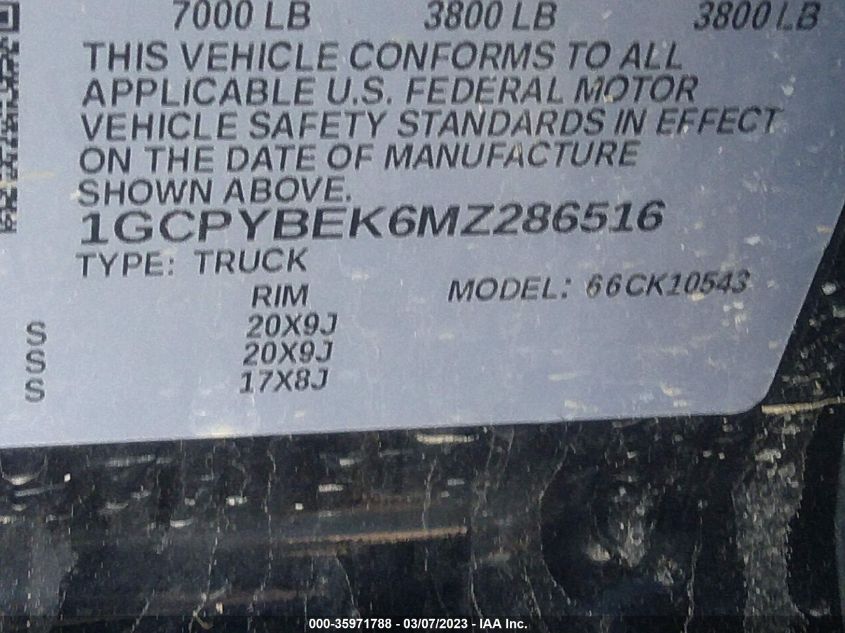 7000 LB 3800 LB 3800 LB
THIS VEHICLE CONFORMS TO ALL
APPLICABLE U.S. FEDERAL MOTOR
VEHICLE SAFETY STANDARDS IN EFFECT
ON THE DATE OF MANUFACTURE
SHOWN ABOVE.
1GCPYBEK6MZ286516
TYPE: TRUCK
RIM MODEL: 66CK10543
S 20X9J
S 20X9J
S 17X8J
000-35971788 - 03/07/2023 - IAA Inc.